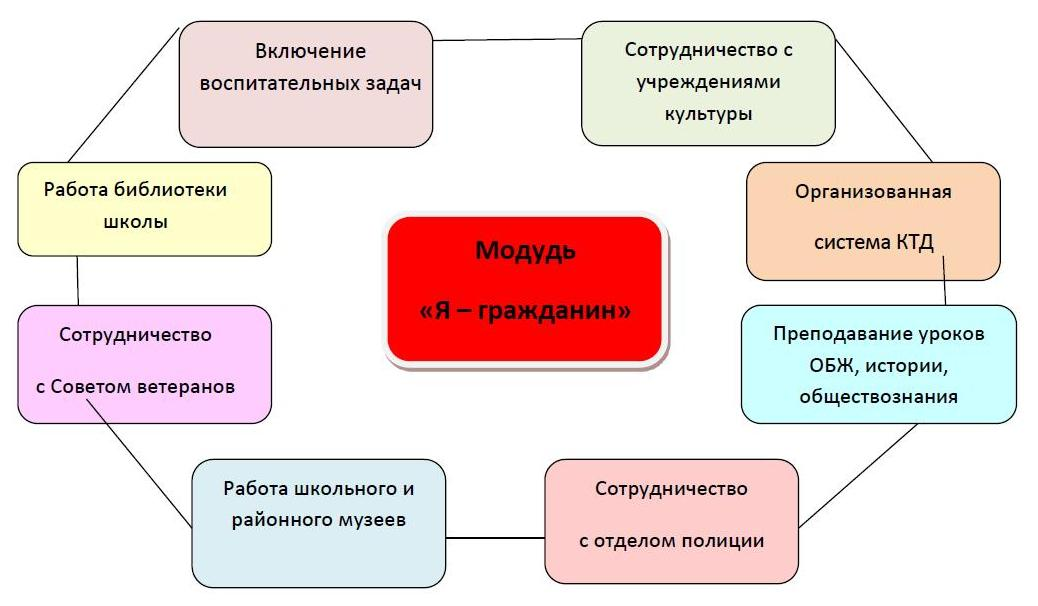 Включение
воспитательных задач
Сотрудничество с
учреждениями
культуры
Работа библиотеки
школы
Организованная
система КТД
Модудь
«Я – гражданин»
Сотрудничество
с Советом ветеранов
Преподавание уроков
ОБЖ, истории,
обществознания
Работа школьного и
районного музеев
Сотрудничество
с отделом полиции